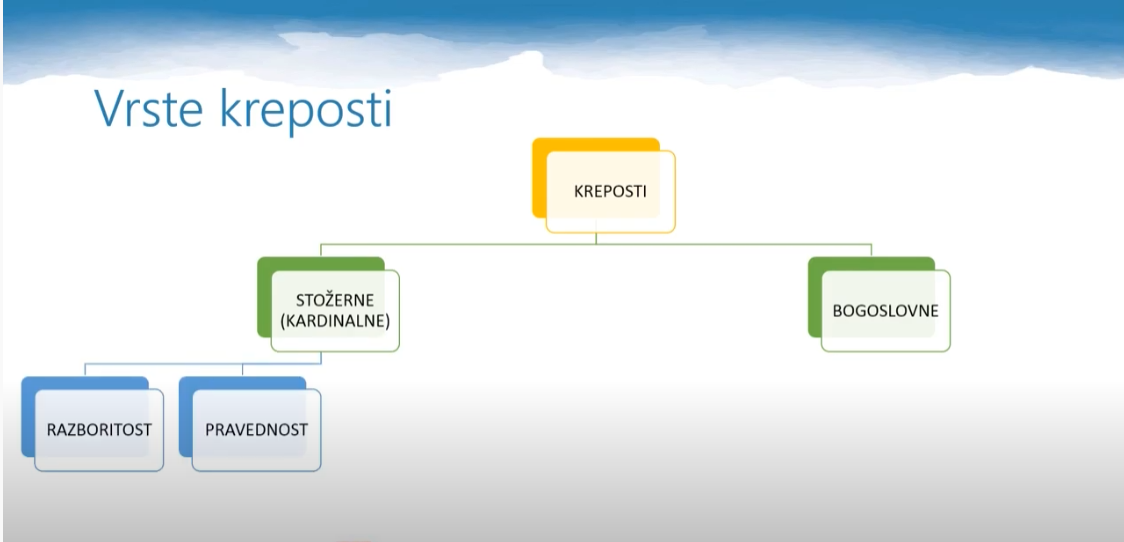 Vrste kreposti
KREPOSTI
STOŽERNE
(KARDINALNE)
BOGOSLOVNE
RAZBORITOST
PRAVEDNOST